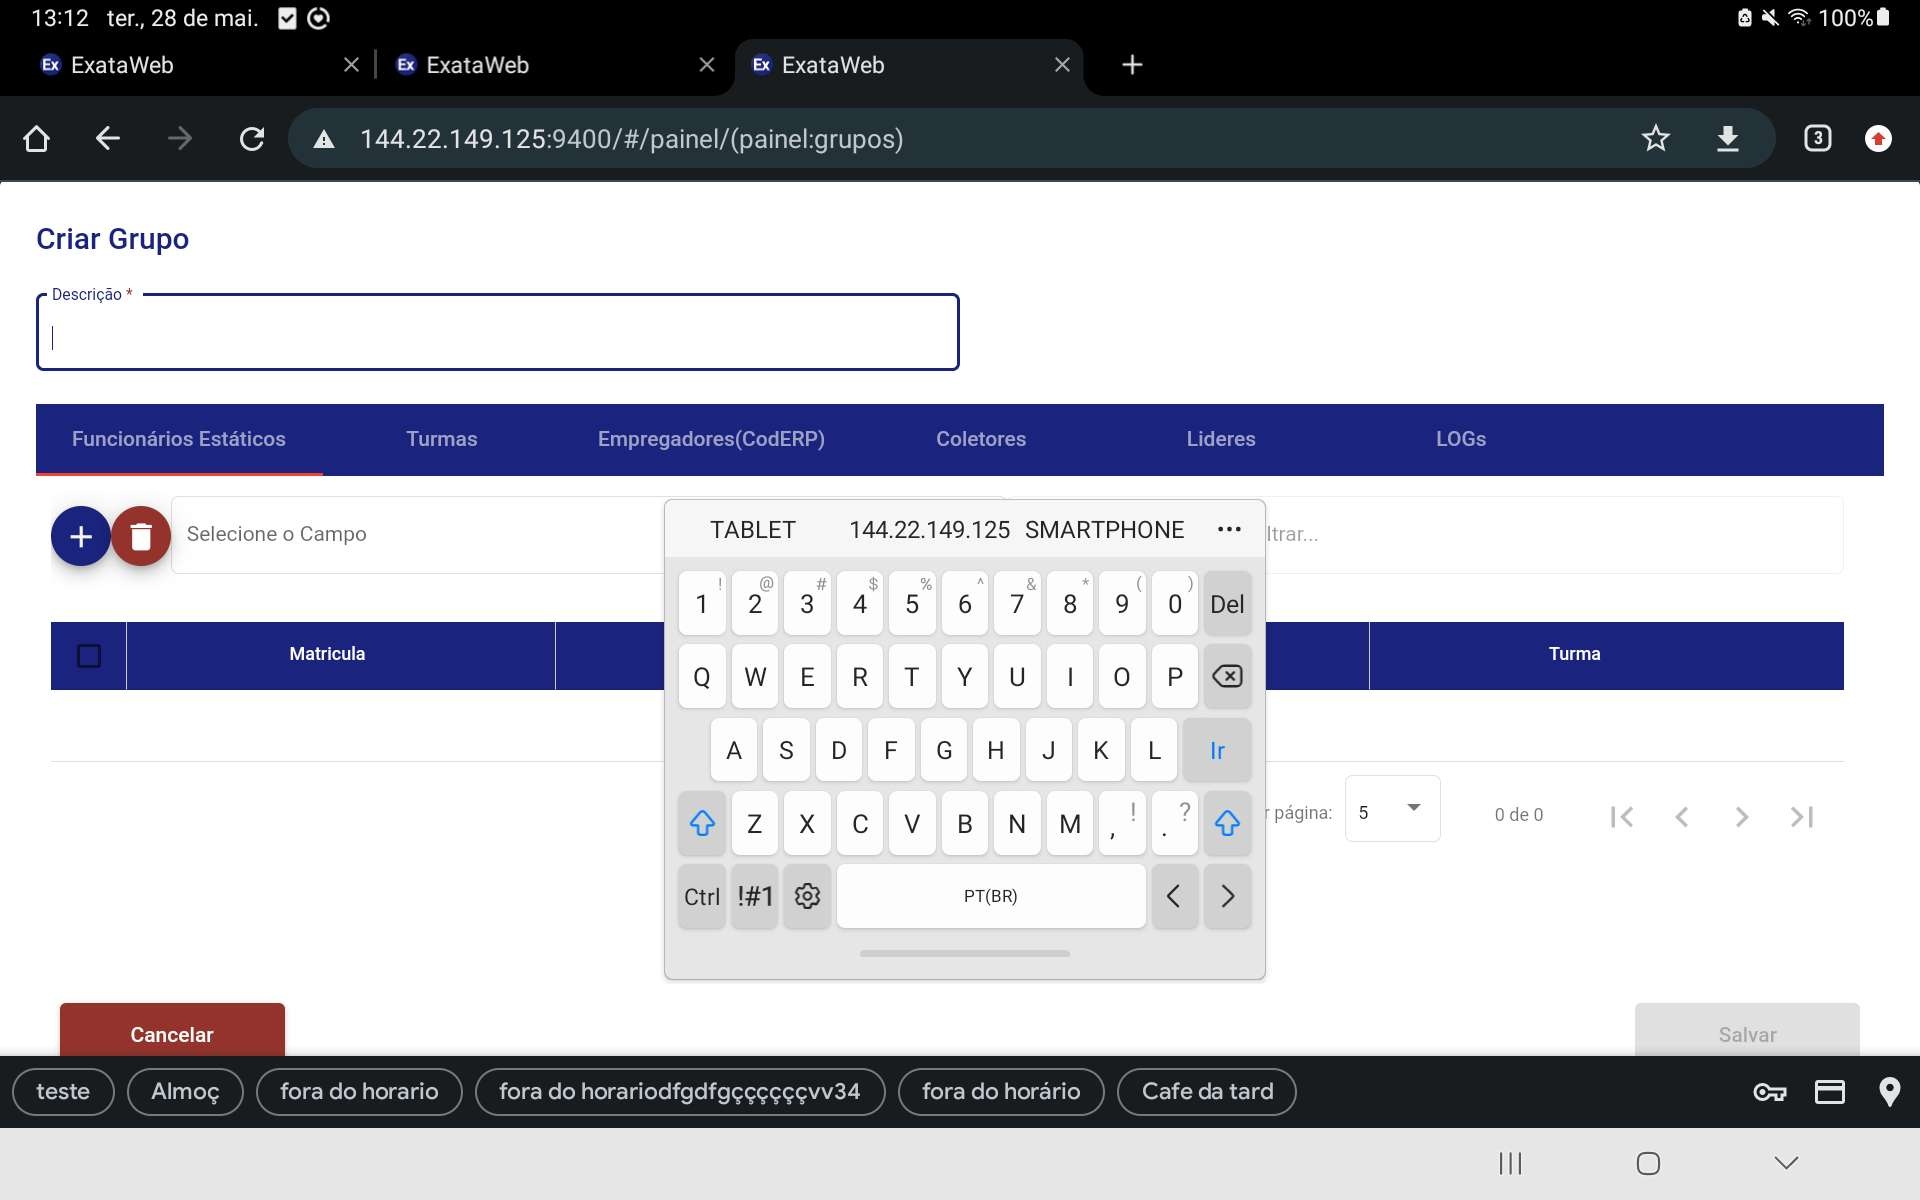 13:12 ter., 28 de mai. 100%
Ex ExataWeb Ex ExataWeb Ex ExataWeb
144.22.149.125:9400/#/painel/(painel:grupos) 3
Criar Grupo
Descrição *
Funcionários Estáticos Turmas Empregadores(CodERP) Coletores Lideres LOGs
Selecione o Campo ltrar...
TABLET 144.22.149.125 SMARTPHONE
! @ # $ % ^ & * ( )
1 2 3 4 5 6 7 8 9 0 Del
Matricula Turma
Q W E R T Y U I O P
A S D F G H J K L Ir
r página: 5 0 de 0
! ?
Z X C V B N M , .
Ctrl !#1 PT(BR)
Cancelar Salvar
teste Almoç fora do horario fora do horariodfgdfgççççççvv34 fora do horário Cafe da tard